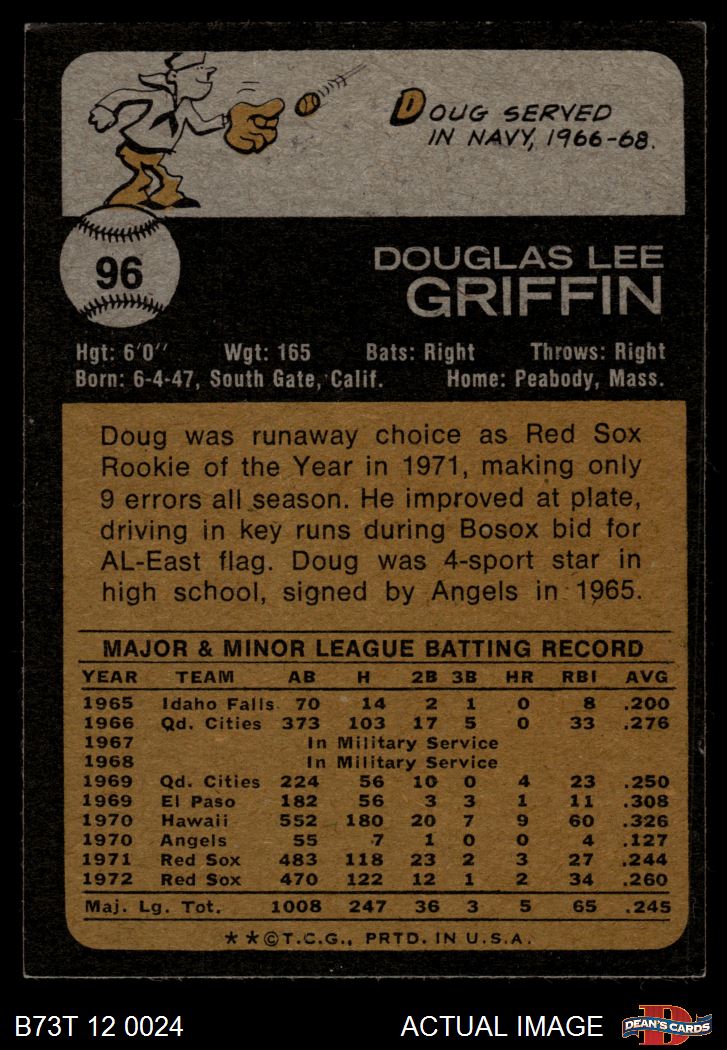 DOUG SERVED
IN NAVY, 1966-68.
96
DOUGLAS LEE
GRIFFIN
Hgt: 6'0" Wgt: 165 Bats: Right Throws: Right
Born: 6-4-47, South Gate, Calif. Home: Peabody, Mass.
Doug was runaway choice as Red Sox
Rookie of the Year in 1971, making only
9 errors all season. He improved at plate,
driving in key runs during Bosox bid for
AL-East flag. Doug was 4-sport star in
high school, signed by Angels in 1965.
MAJOR & MINOR LEAGUE BATTING RECORD
YEAR TEAM AB H 2B 3B HR RBI AVG
1965 Idaho Falls 70 14 2 1 0 8 .200
1966 Qd. Cities 373 103 17 5 0 33 .276
1967 In Military Service
1968 In Military Service
1969 Qd. Cities 224 56 10 0 4 23 .250
1969 El Paso 182 56 3 3 1 11 .308
1970 Hawaii 552 180 20 7 9 60 .326
1970 Angels 55 7 1 0 0 4 .127
1971 Red Sox 483 118 23 2 3 27 .244
1972 Red Sox 470 122 12 1 2 34 .260
Maj. Lg. Tot. 1008 247 36 3 5 65 .245
* * © T.C.G., PRTD. IN U.S.A.
B73T 12 0024 ACTUAL IMAGE D DEAN'S CARDS